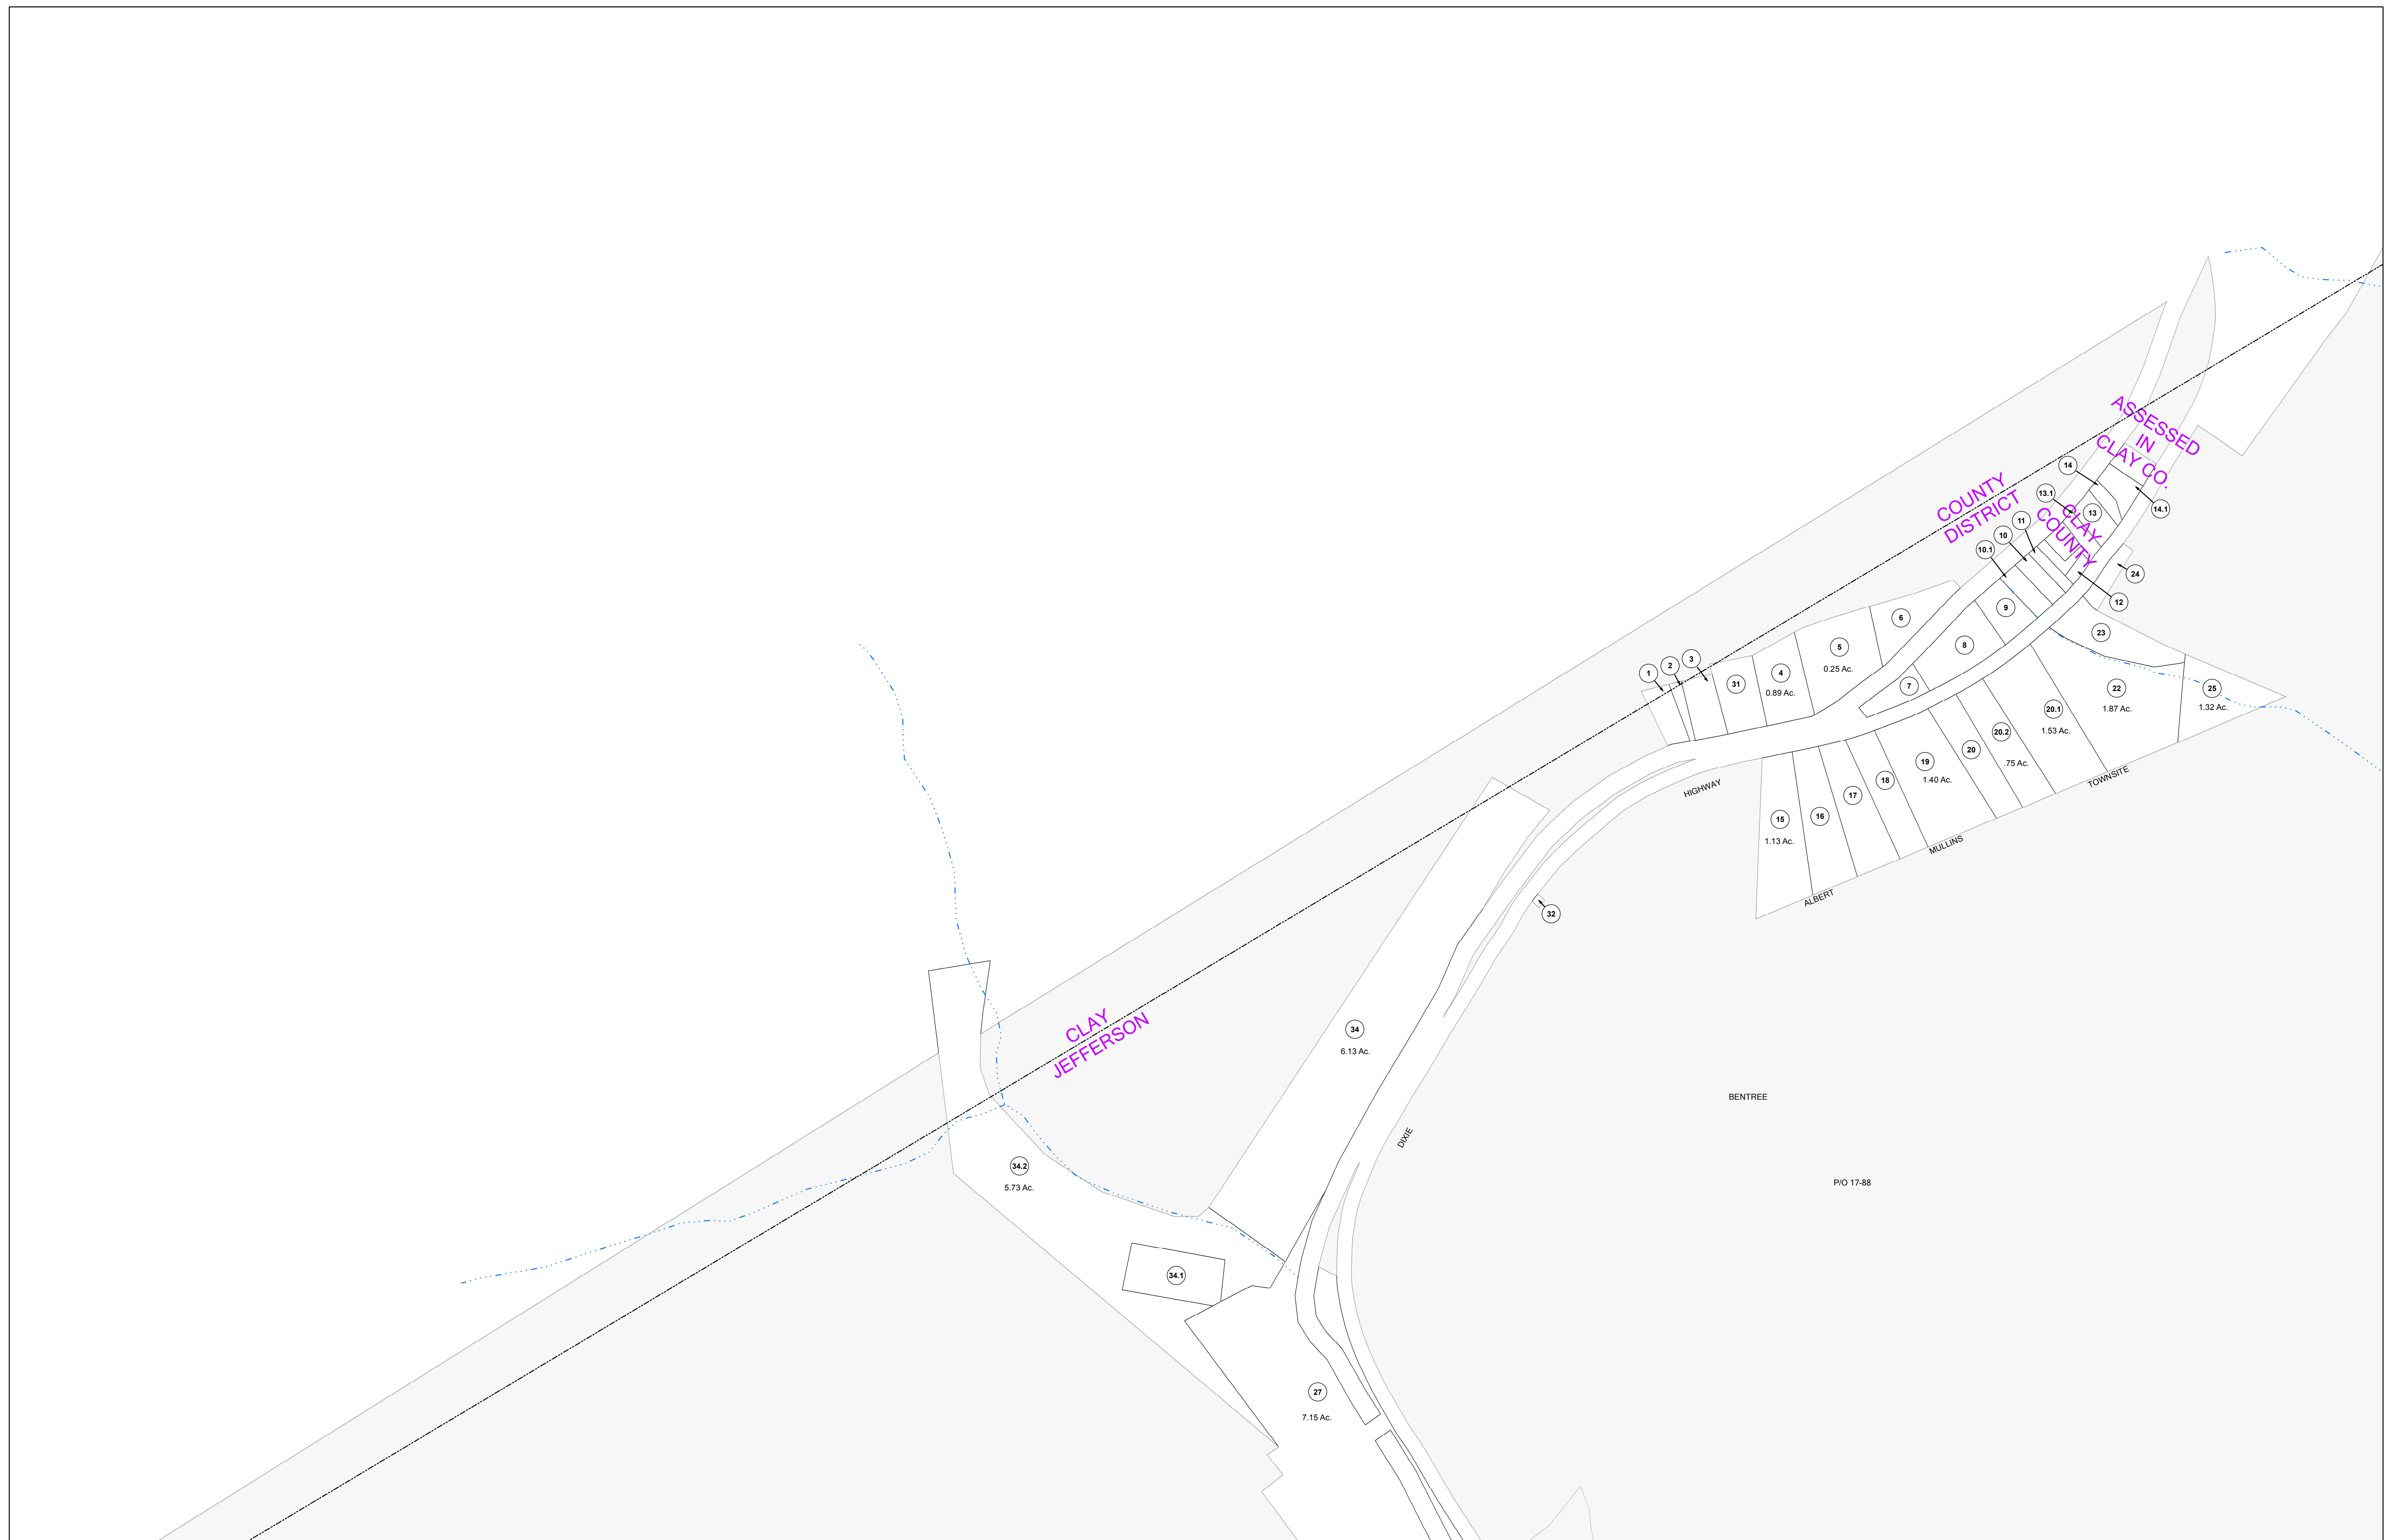 ASSESSED
IN
CLAY CO.
COUNTY
DISTRICT
CLAY
COUNTY
14
13.1
13
14.1
11
10
10.1
24
12
9
23
6
8
5
0.25 Ac.
3
2
1
31
4
0.89 Ac.
7
22
1.87 Ac.
25
1.32 Ac.
20.1
1.53 Ac.
20.2
.75 Ac.
20
19
1.40 Ac.
18
17
16
15
1.13 Ac.
HIGHWAY
TOWNSITE
MULLINS
ALBERT
32
CLAY
JEFFERSON
34
6.13 Ac.
BENTREE
DIXIE
P/O 17-88
34.2
5.73 Ac.
34.1
27
7.15 Ac.